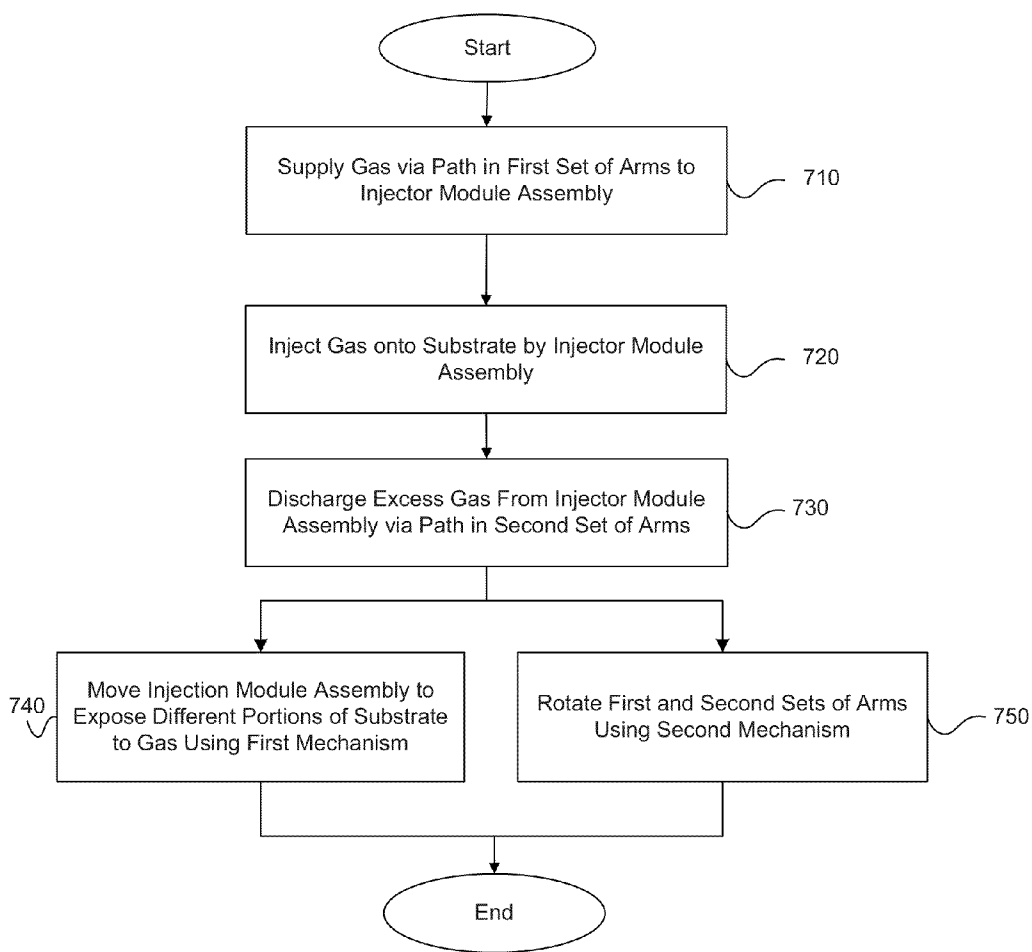 Start
Supply Gas via Path in First Set of Arms to
Injector Module Assembly
710
Inject Gas onto Substrate by Injector Module
Assembly
720
Discharge Excess Gas From Injector Module
Assembly via Path in Second Set of Arms
730
740
Move Injection Module Assembly to
Expose Different Portions of Substrate
to Gas Using First Mechanism
Rotate First and Second Sets of Arms
Using Second Mechanism
750
End